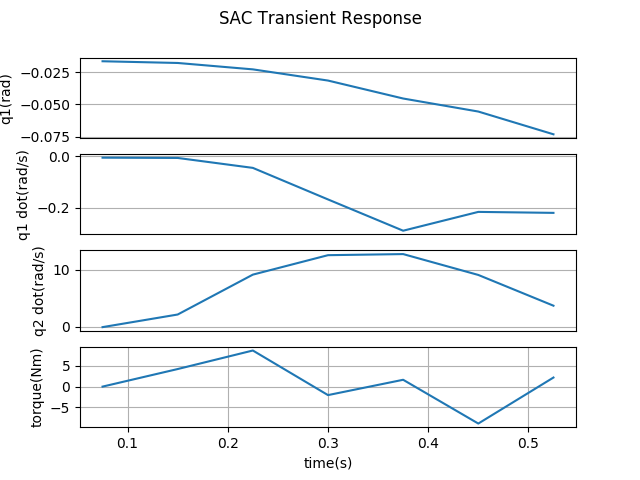 SAC Transient Response
−0.025
−0.050
−0.075
q1(rad)
0.0
−0.2
q1 dot(rad/s)
10
0
q2 dot(rad/s)
5
0
−5
torque(Nm)
0.1 0.2 0.3 0.4 0.5
time(s)